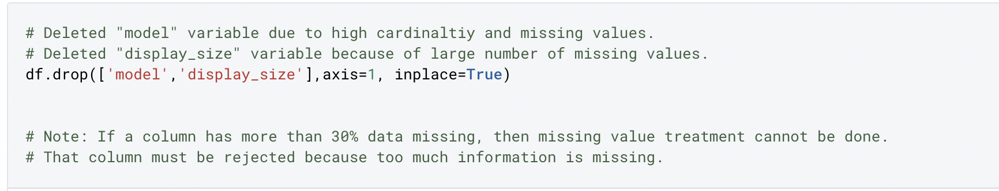 # Deleted "model" variable due to high cardinaltiy and missing values.
# Deleted "display_size" variable because of large number of missing values.
df.drop(['model','display_size'],axis=1, inplace=True)
# Note: If a column has more than 30% data missing, then missing value treatment cannot be done.
# That column must be rejected because too much information is missing.